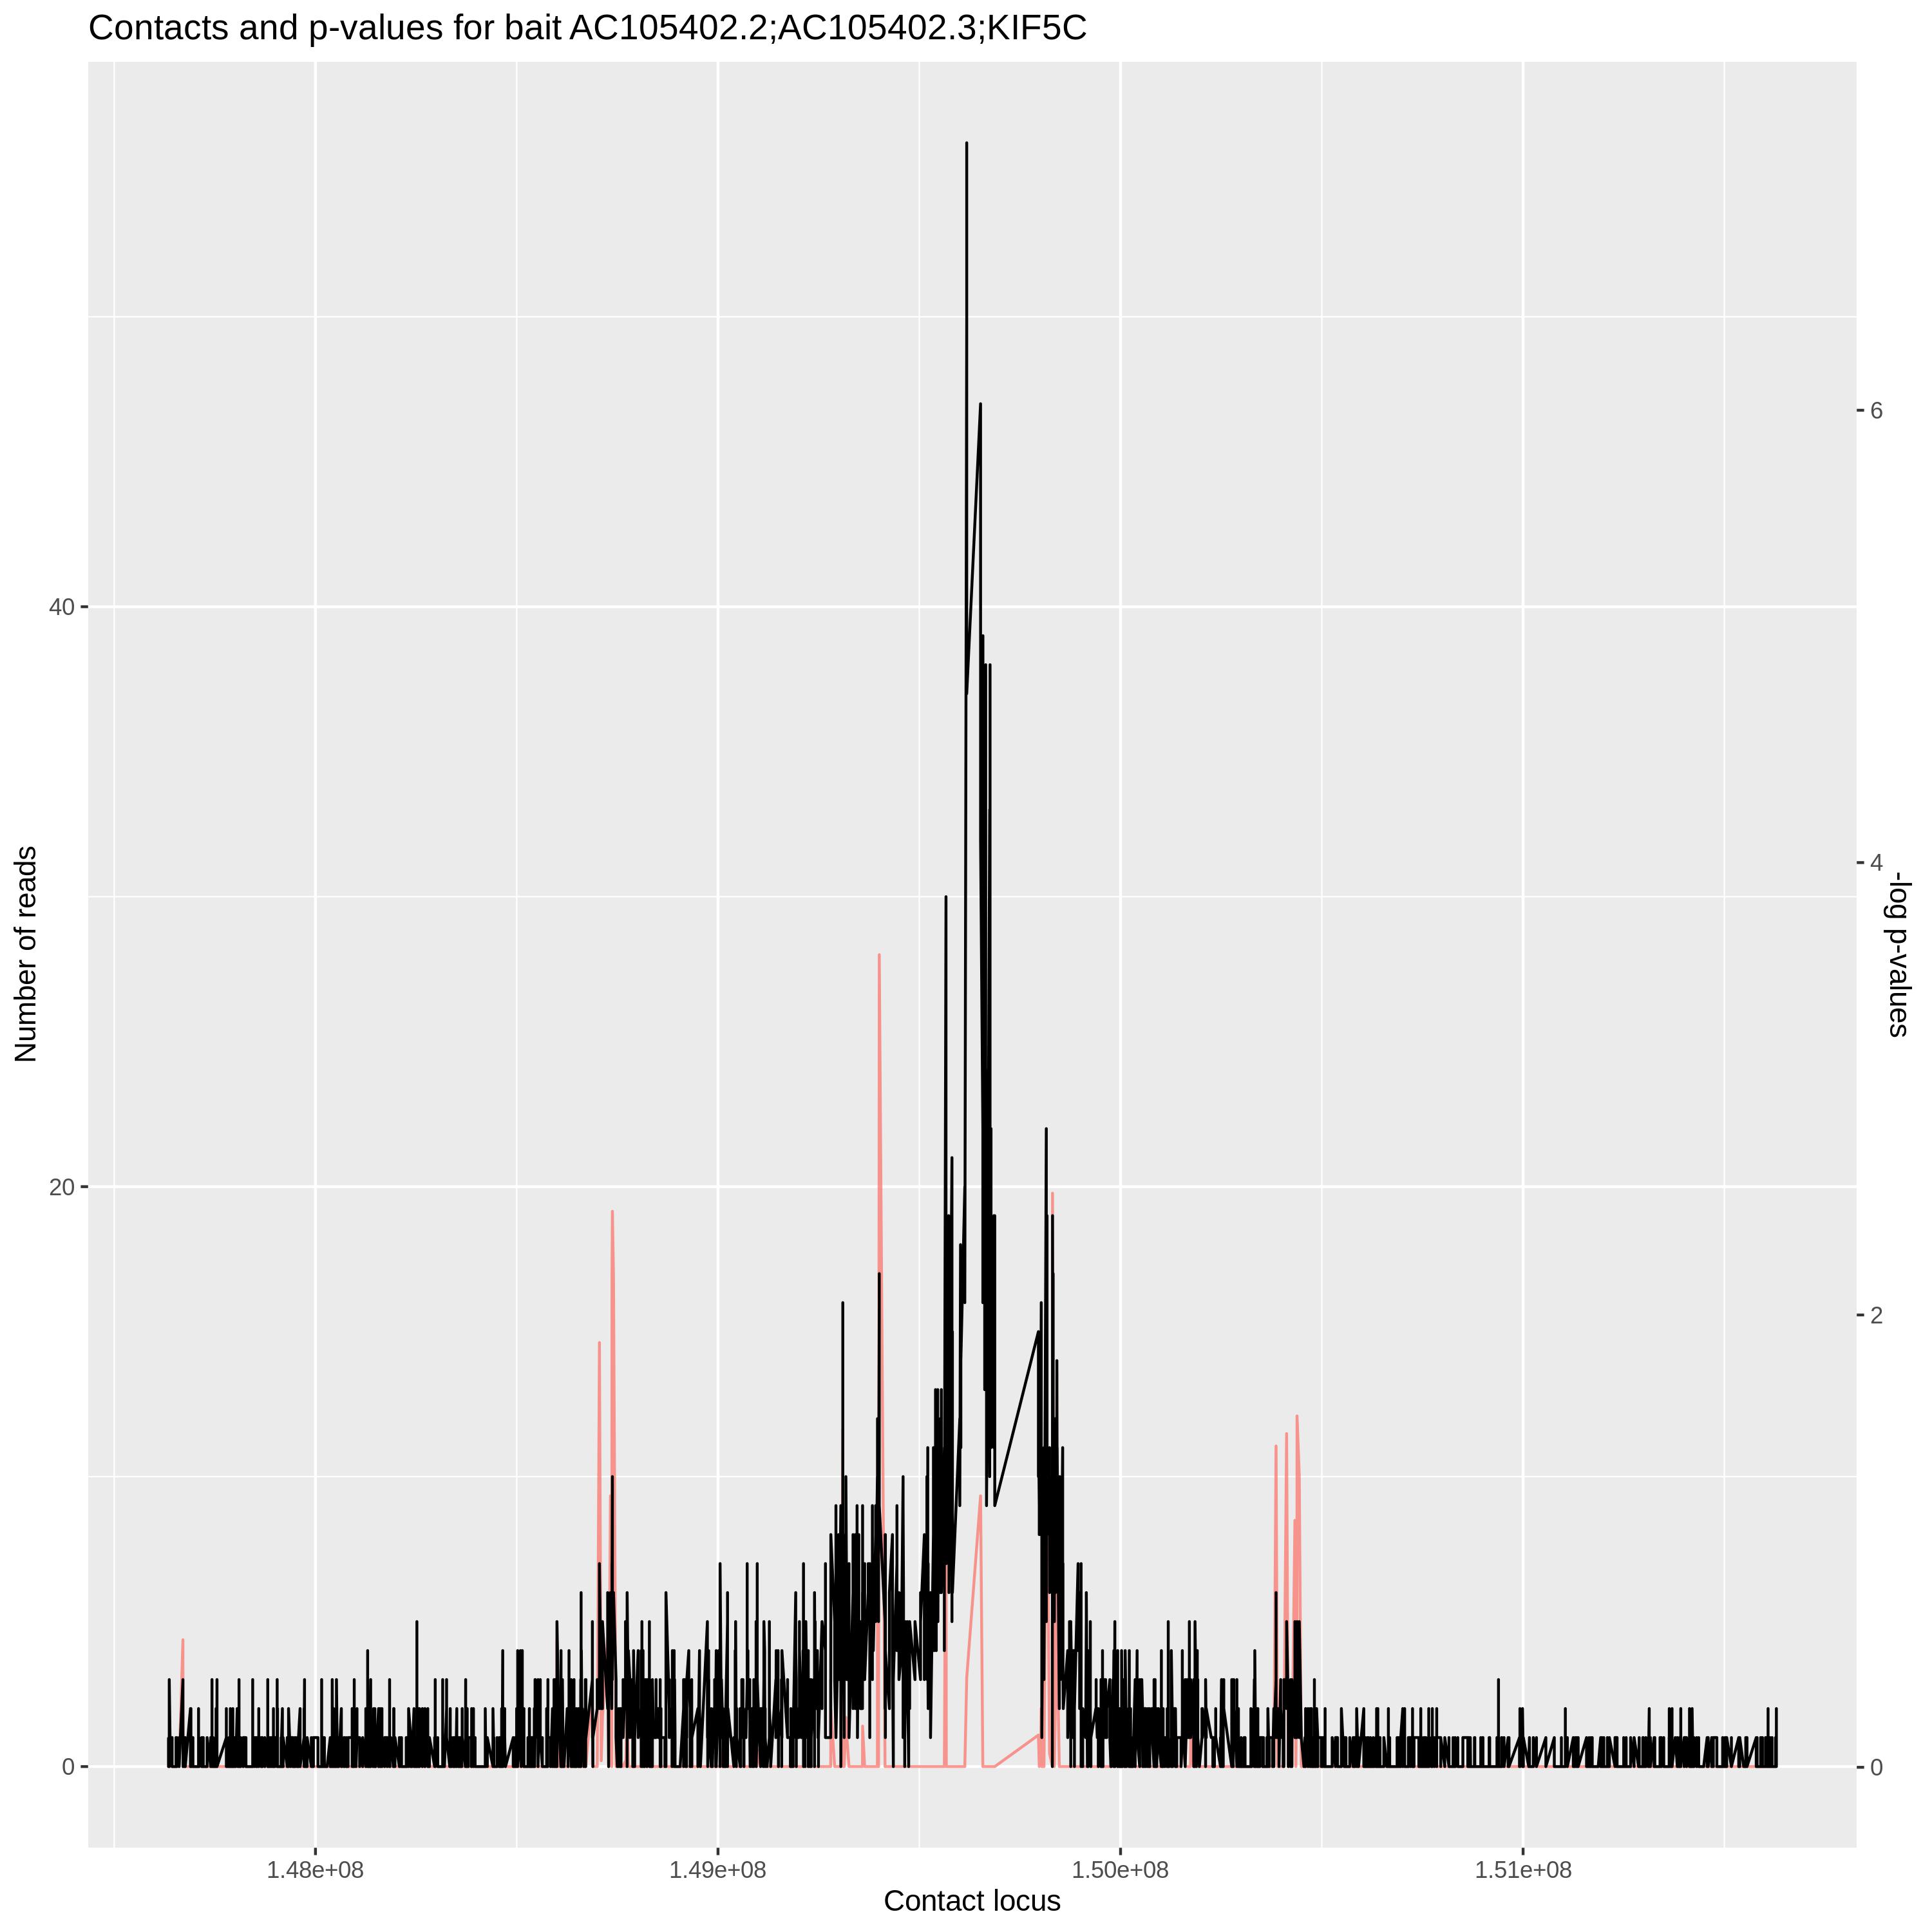 Contacts and p-values for bait AC105402.2;AC105402.3;KIF5C
Number of reads
40
20
0
6
4
2
0
-log p-values
1.48e+08 1.49e+08 1.50e+08 1.51e+08
Contact locus